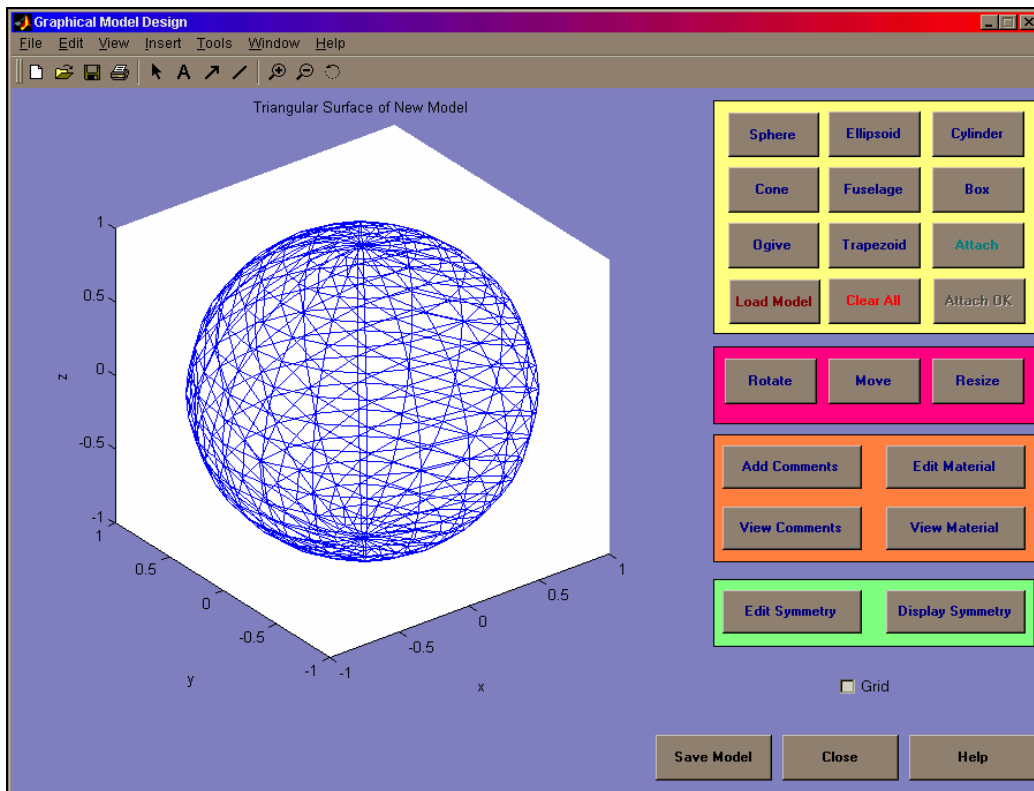 Graphical Model Design
File Edit View Insert Tools Window Help
A
Triangular Surface of New Model
1
0.5
0
-0.5
-1
z
1
0.5
0
-0.5
-1
y
-1
-0.5
0
0.5
1
x
Sphere Ellipsoid Cylinder
Cone Fuselage Box
Ogive Trapezoid Attach
Load Model Clear All Attach OK
Rotate Move Resize
Add Comments Edit Material
View Comments View Material
Edit Symmetry Display Symmetry
Grid
Save Model Close Help